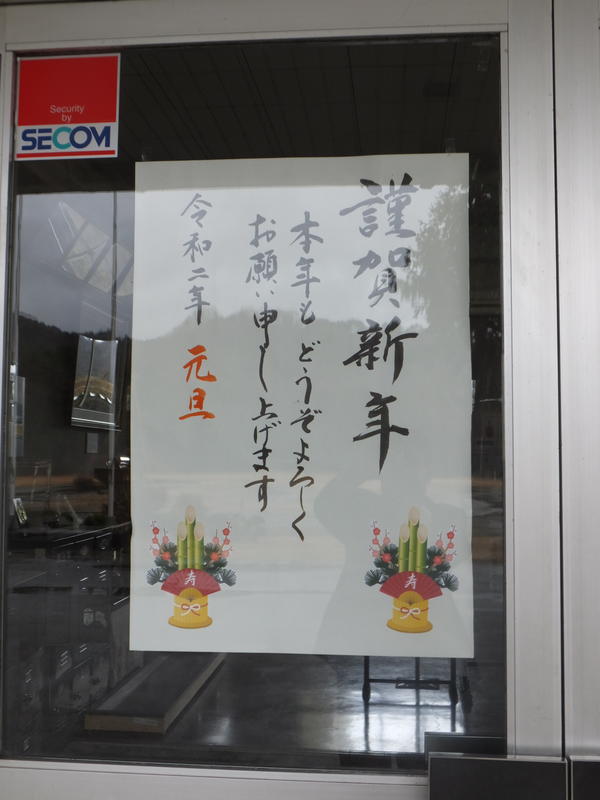 Security
by
SECOM
謹賀新年
本年もどうぞよろしく
お願い申し上げます
令和二年 元旦
寿
寿